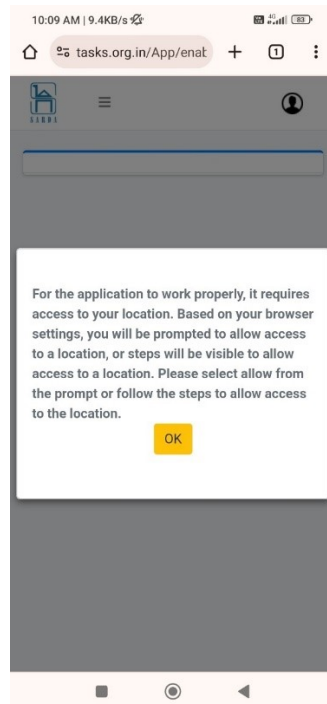 10:09 AM | 9.4KB/s
4G
83
tasks.org.in/App/enat
1
SARRA
For the application to work properly, it requires
access to your location. Based on your browser
settings, you will be prompted to allow access
to a location, or steps will be visible to allow
access to a location. Please select allow from
the prompt or follow the steps to allow access
to the location.
OK